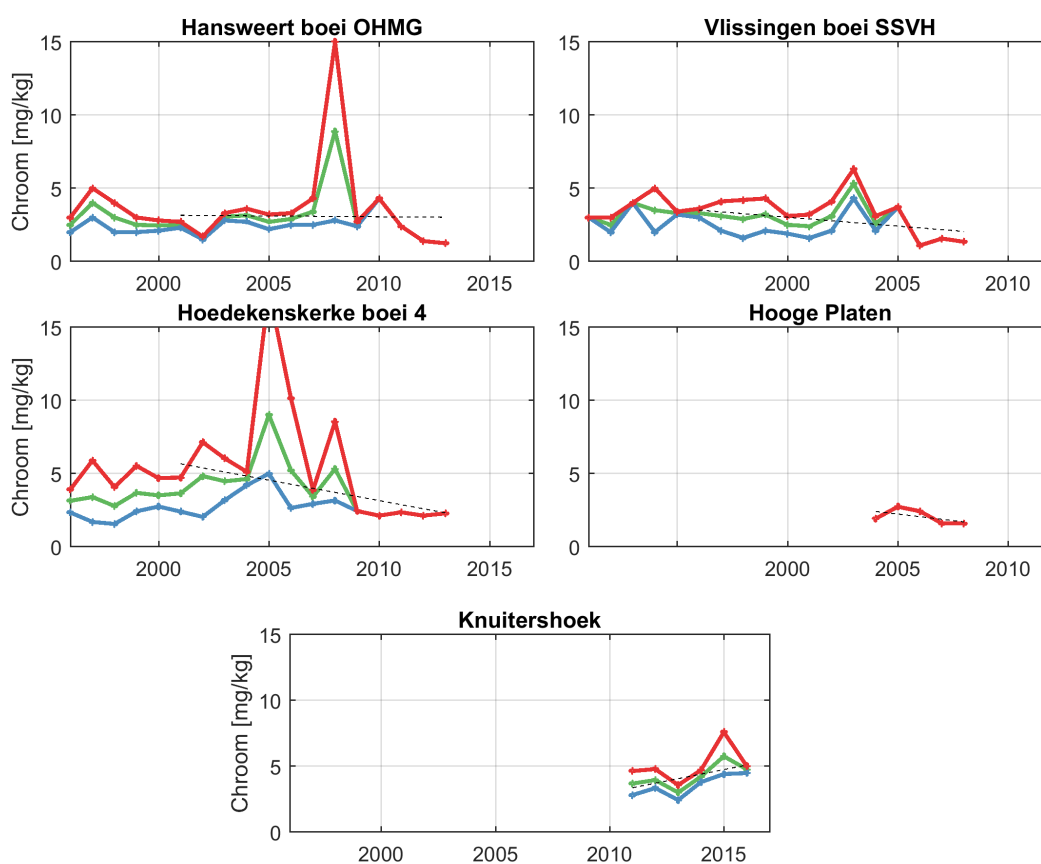 Hansweert boei OHMG
Chroom [mg/kg]
15
10
5
0
2000 2005 2010 2015
Vlissingen boei SSVH
15
10
5
0
2000 2005 2010
Hoedekenskerke boei 4
Chroom [mg/kg]
15
10
5
0
2000 2005 2010 2015
Hooge Platen
15
10
5
0
2000 2005 2010
Knuitershoek
Chroom [mg/kg]
15
10
5
0
2000 2005 2010 2015